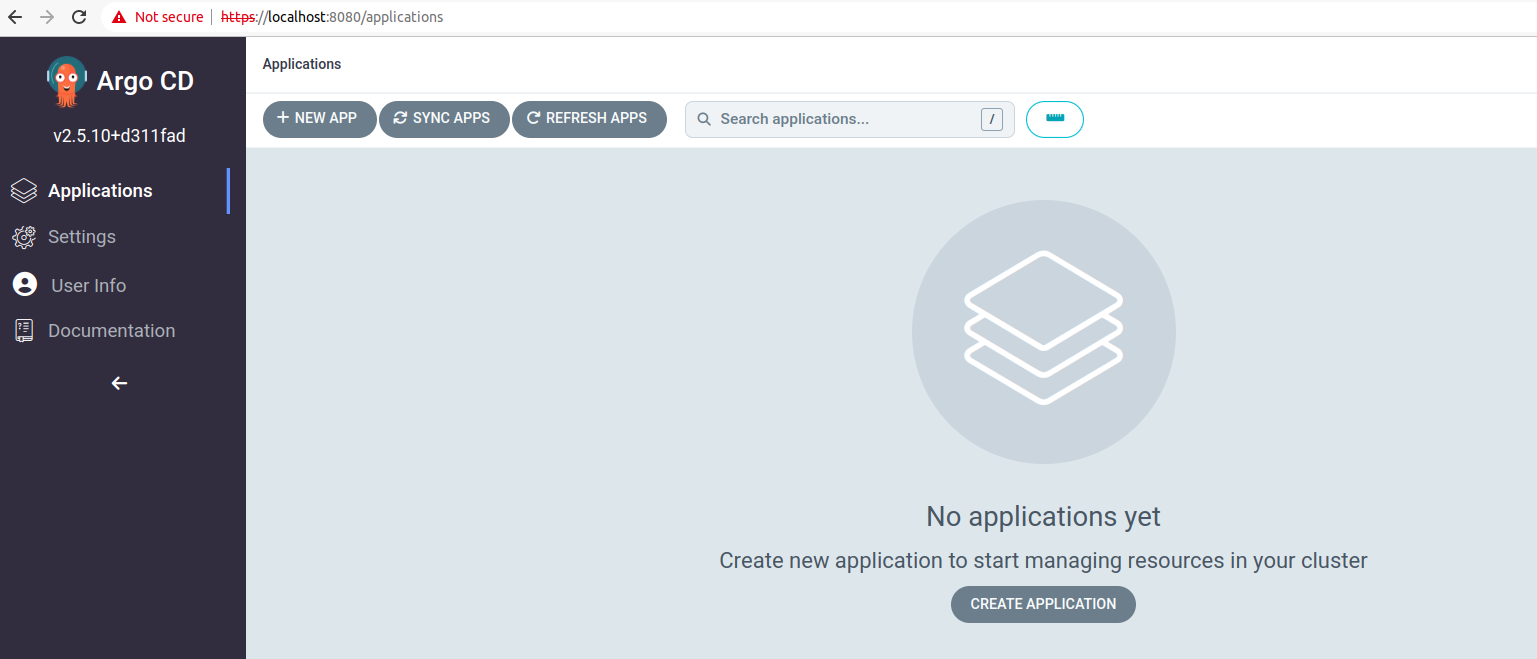 Not secure https://localhost:8080/applications
Argo CD
v2.5.10+d311fad
Applications
Settings
User Info
Documentation
Applications
NEW APP SYNC APPS REFRESH APPS Search applications... /
No applications yet
Create new application to start managing resources in your cluster
CREATE APPLICATION